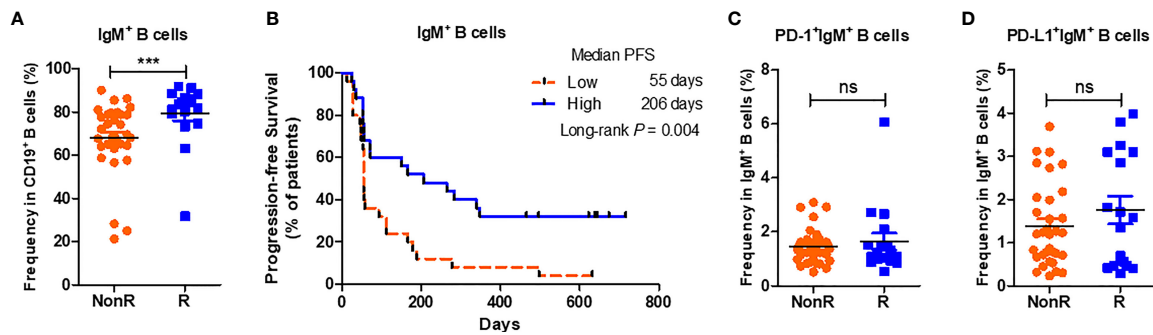 A
IgM⁺ B cells
Frequency in CD19⁺ B cells (%)
100
80
60
40
20
0
***
NonR
R
B
IgM⁺ B cells
Progression-free Survival
(% of patients)
100
80
60
40
20
0
Median PFS
Low 55 days
High 206 days
Long-rank P = 0.004
0
200
400
600
800
Days
C
PD-1⁺IgM⁺ B cells
Frequency in IgM⁺ B cells (%)
8
6
4
2
0
ns
NonR
R
D
PD-L1⁺IgM⁺ B cells
Frequency in IgM⁺ B cells (%)
5
4
3
2
1
0
ns
NonR
R